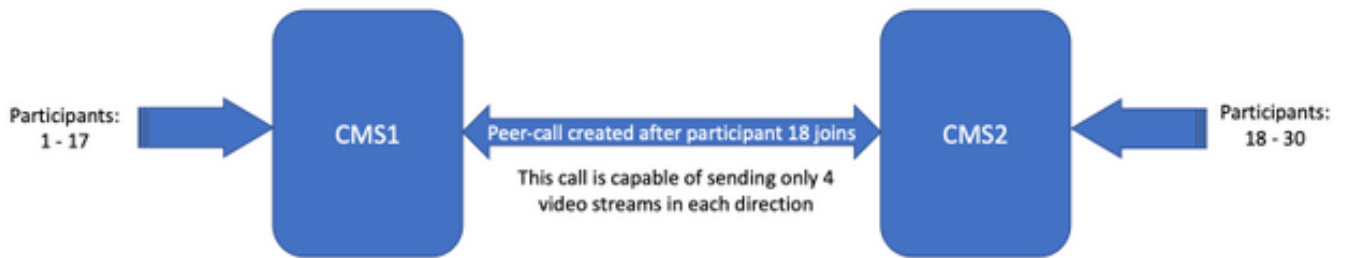 Participants:
1 - 17
CMS1
Peer-call created after participant 18 joins
This call is capable of sending only 4
video streams in each direction
CMS2
Participants:
18 - 30